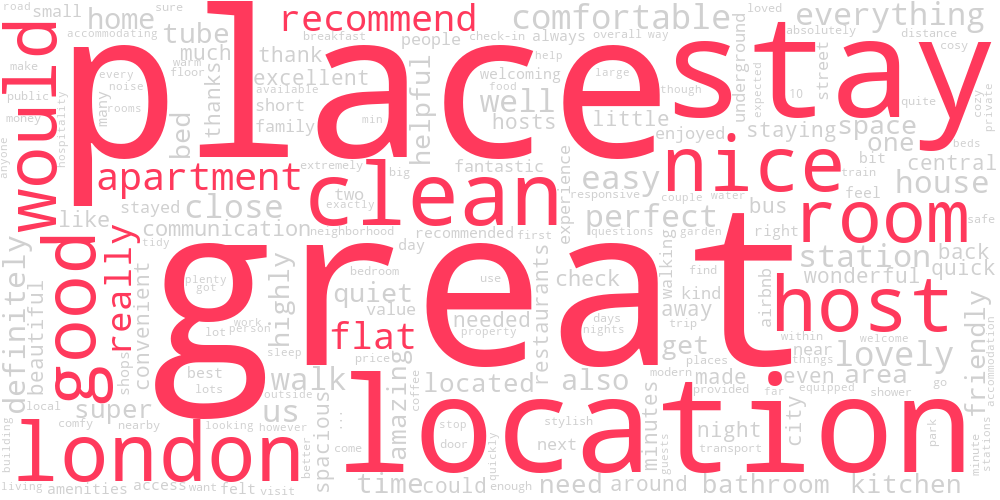 place
great
stay
location
clean
nice
london
host
room
good
would
apartment
recommend
flat
really
road
small
home
sure
accommodating
tube
much
thank
breakfast
people
check-in
always
comfortable
overall
way
loved
absolutely
everything
distance
cosy
make
warm
floor
excellent
available
helpful
welcoming
help
food
large
though
underground
expected
10
street
quite
cozy
private
public
every
noise
rooms
many
money
hospitality
thanks
bed
short
family
min
well
hosts
little
enjoyed
staying
space
one
beds
anyone
extremely
big
fantastic
experience
easy
responsive
couple
water
bit
train
feel
central
house
like
stayed
close
two
exactly
communication
neighborhood
day
recommended
first
perfect
questions
walking
garden
bus
right
station
back
safe
tidy
definitely
beautiful
convenient
plenty
got
highly
bedroom
quiet
value
use
needed
restaurants
check
find
kind
away
airbnb
wonderful
quick
shops
lot
work
person
property
days
nights
trip
get
within
near
welcome
lovely
friendly
accommodation
best
lots
sleep
price
amazing
coffee
located
modern
places
made
provided
also
things
even
area
far
equipped
shower
go
local
super
walk
outside
us
spacious
comfy
nearby
looking
however
stop
stylish
door
next
minutes
guests
night
transport
city
park
minute
stations
building
living
amenities
access
want
felt
visit
better
come
time
could
quickly
enough
need
around
bathroom
kitchen